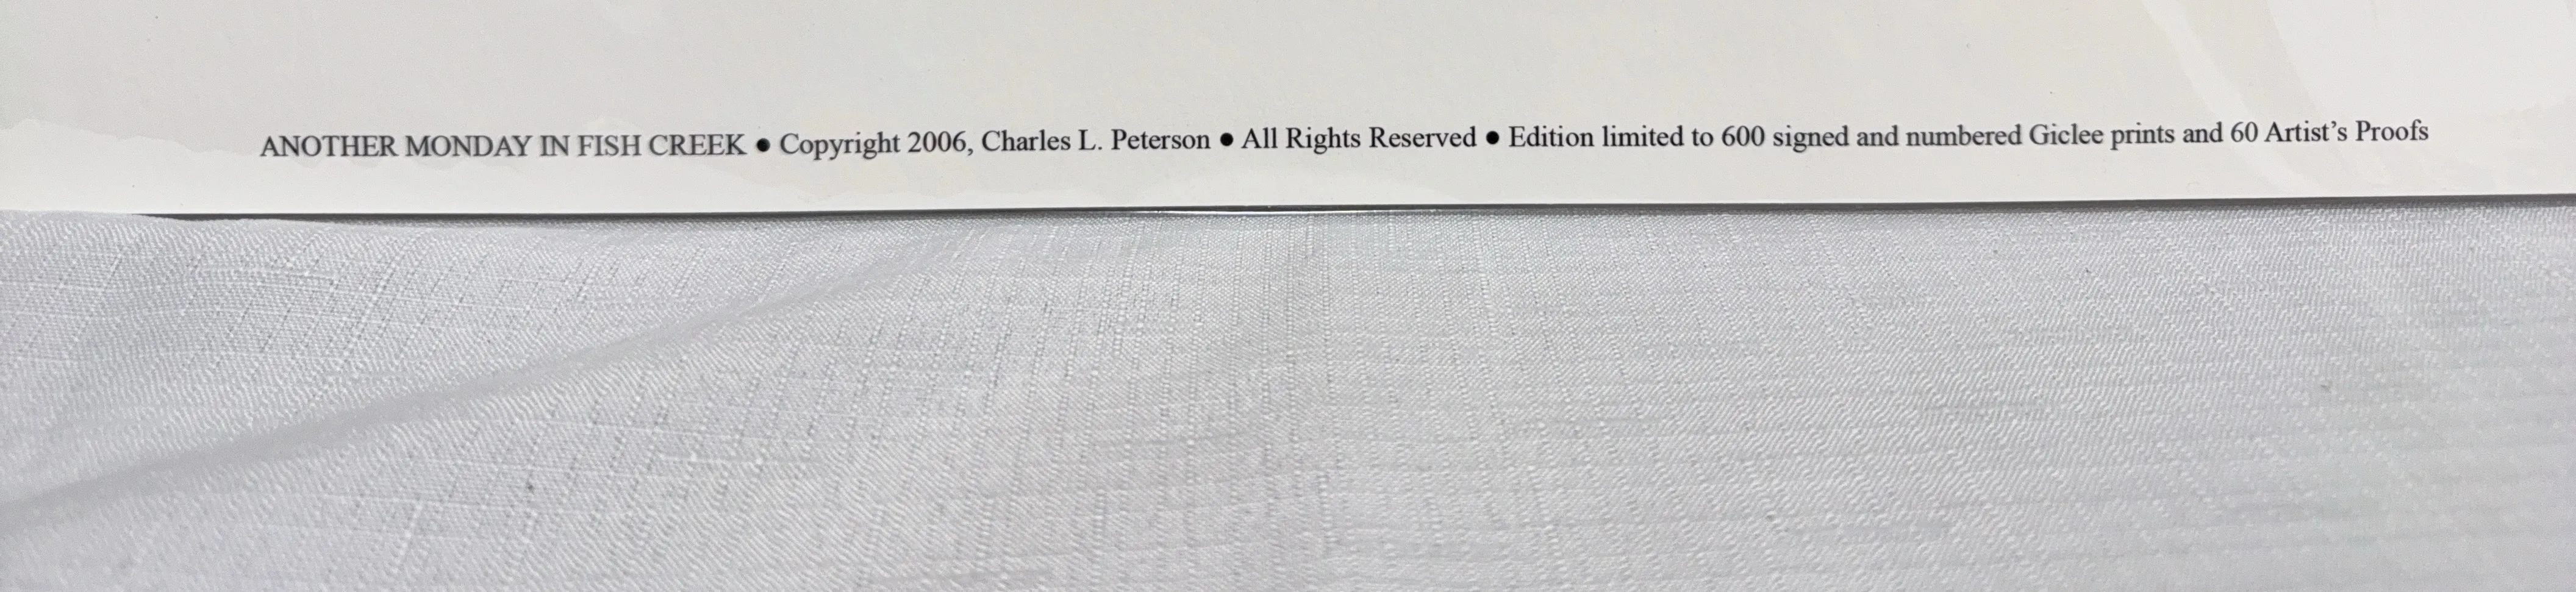 ANOTHER MONDAY IN FISH CREEK ● Copyright 2006, Charles L. Peterson ● All Rights Reserved ● Edition limited to 600 signed and numbered Giclee prints and 60 Artist’s Proofs